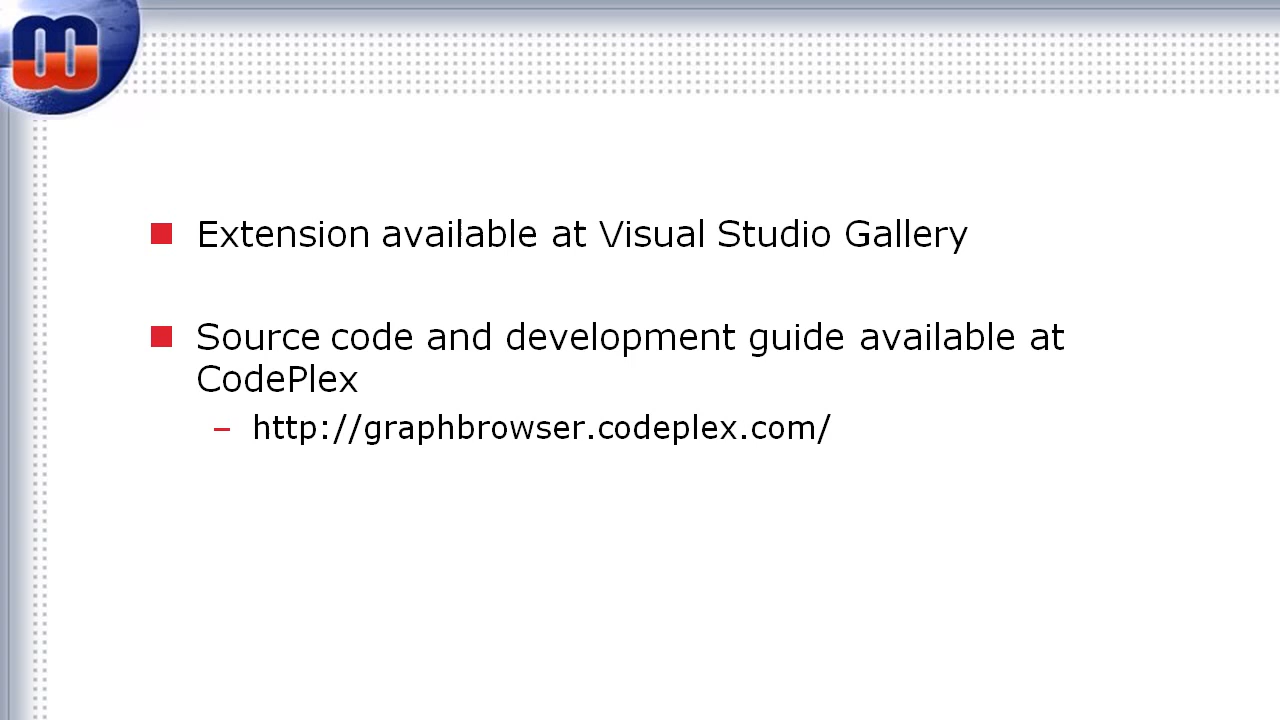 Extension available at Visual Studio Gallery
Source code and development guide available at
CodePlex
– http://graphbrowser.codeplex.com/